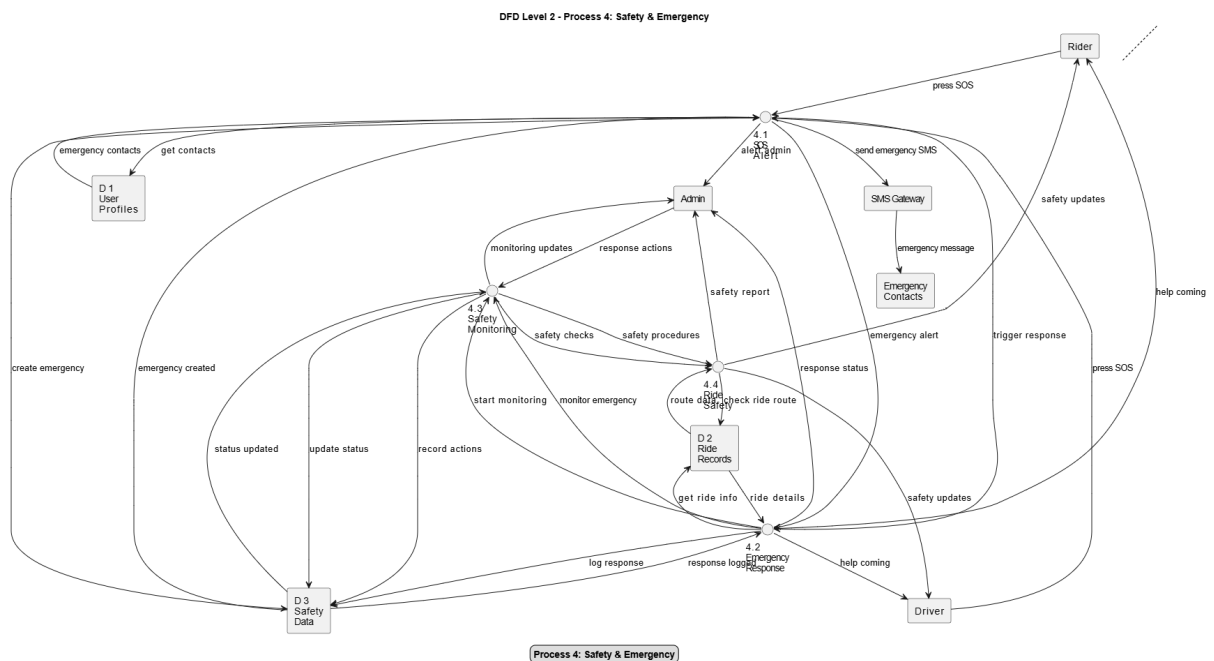 DFD Level 2 - Process 4: Safety & Emergency
Rider
press SOS
4.1
SOS
Alert
alert admin
send emergency SMS
emergency contacts
get contacts
D 1
User
Profiles
Admin
SMS Gateway
safety updates
monitoring updates
response actions
emergency message
Emergency
Contacts
safety report
help coming
4.3
Safety
Monitoring
safety checks
safety procedures
emergency alert
trigger response
create emergency
emergency created
response status
press SOS
4.4
Ride
Safety
start monitoring
monitor emergency
route data
check ride route
D 2
Ride
Records
status updated
update status
record actions
get ride info
ride details
safety updates
4.2
Emergency
Response
log response
response logged
help coming
D 3
Safety
Data
Driver
Process 4: Safety & Emergency